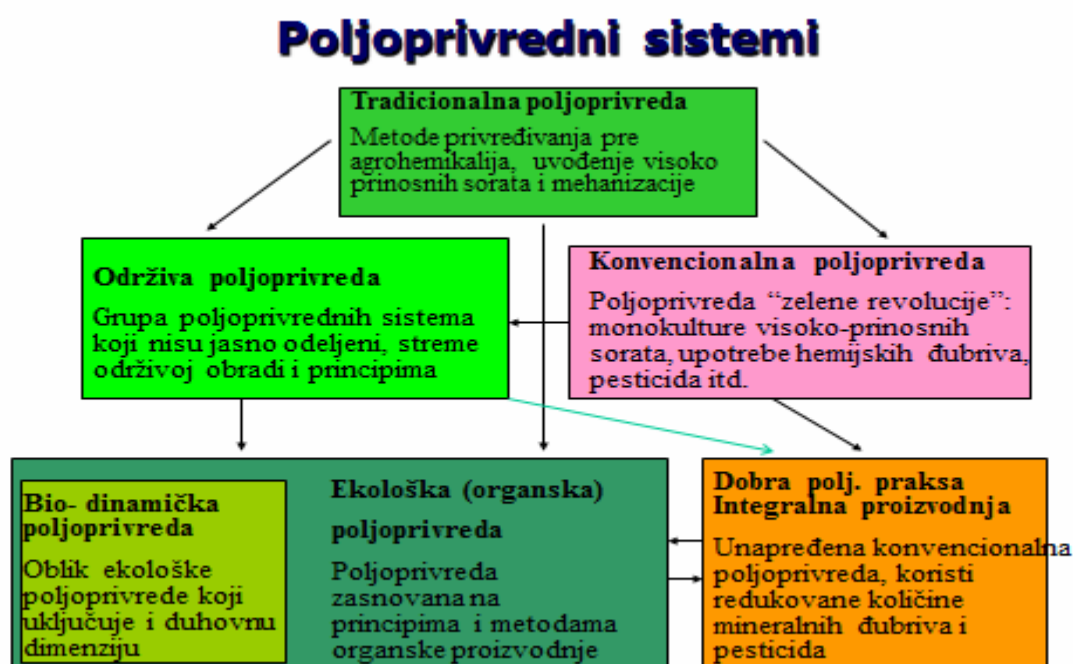 Poljoprivredni sistemi
Tradicionalna poljoprivreda
Metode privređivanja pre
agrohemikalija, uvođenje visoko
prinosnih sorata i mehanizacije
Održiva poljoprivreda
Grupa poljoprivrednih sistema
koji nisu jasno odeljeni, streme
održivoj obradi i principima
Konvencionalna poljoprivreda
Poljoprivreda “zelene revolucije”:
monokulture visoko-prinosnih
sorata, upotrebe hemijskih đubriva,
pesticida itd.
Bio- dinamička
poljoprivreda
Oblik ekološke
poljoprivrede koji
uključuje i duhovnu
dimenziju
Ekološka (organska)
poljoprivreda
Poljoprivreda
zasnovana na
principima i metodama
organske proizvodnje
Dobra polj. praksa
Integralna proizvodnja
Unapređena konvencionalna
poljoprivreda, koristi
redukovane količine
mineralnih đubriva i
pesticida